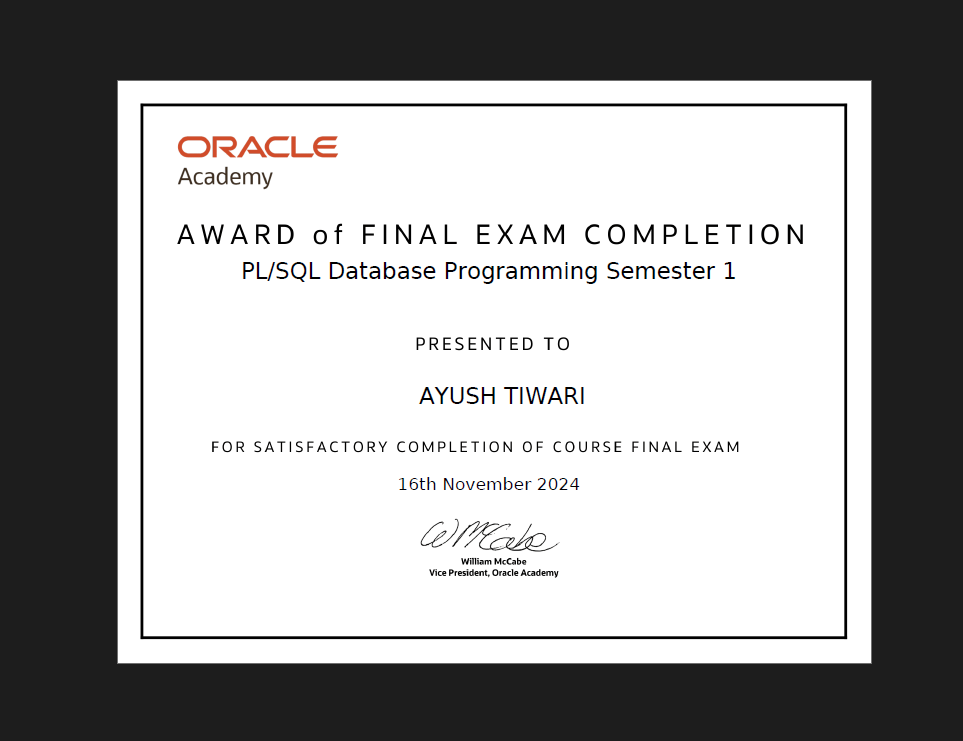 ORACLE
Academy
AWARD of FINAL EXAM COMPLETION
PL/SQL Database Programming Semester 1
PRESENTED TO
AYUSH TIWARI
FOR SATISFACTORY COMPLETION OF COURSE FINAL EXAM
16th November 2024
W McCabe
William McCabe
Vice President, Oracle Academy